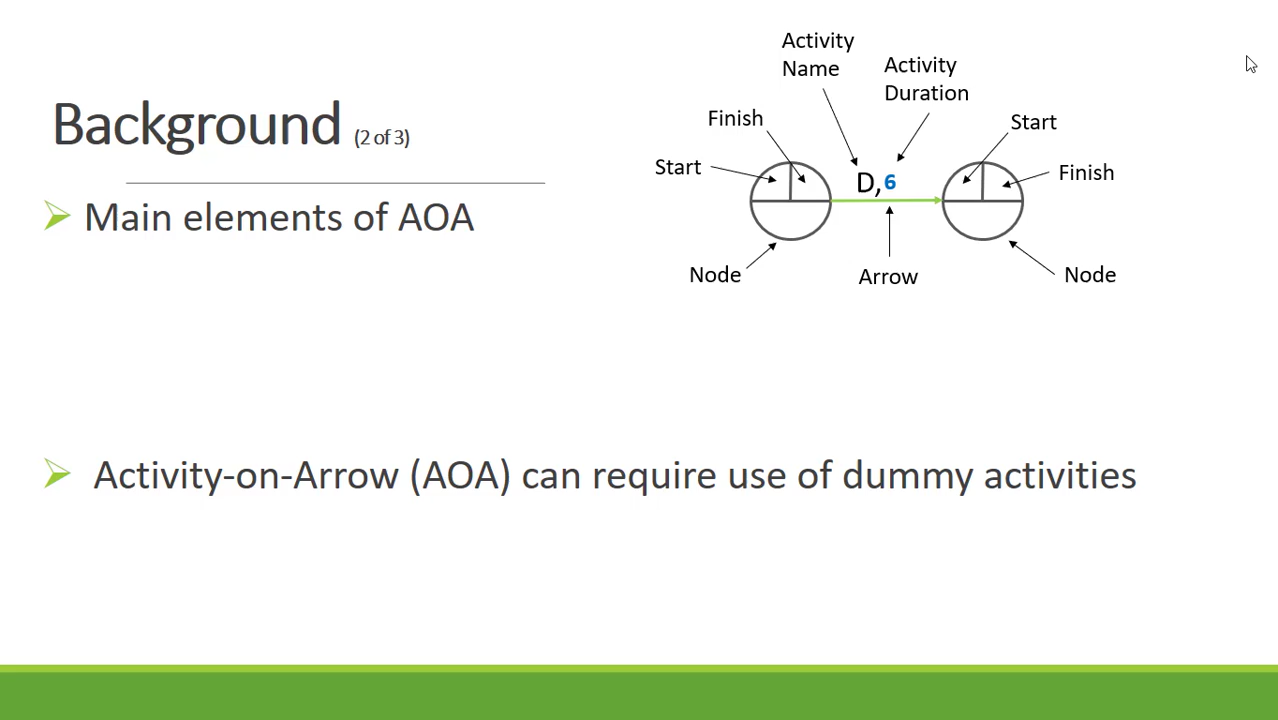 Background (2 of 3)
Main elements of AOA
Activity
Name
Activity
Duration
Finish
Start
Start
Finish
D,6
Node
Arrow
Node
Activity-on-Arrow (AOA) can require use of dummy activities